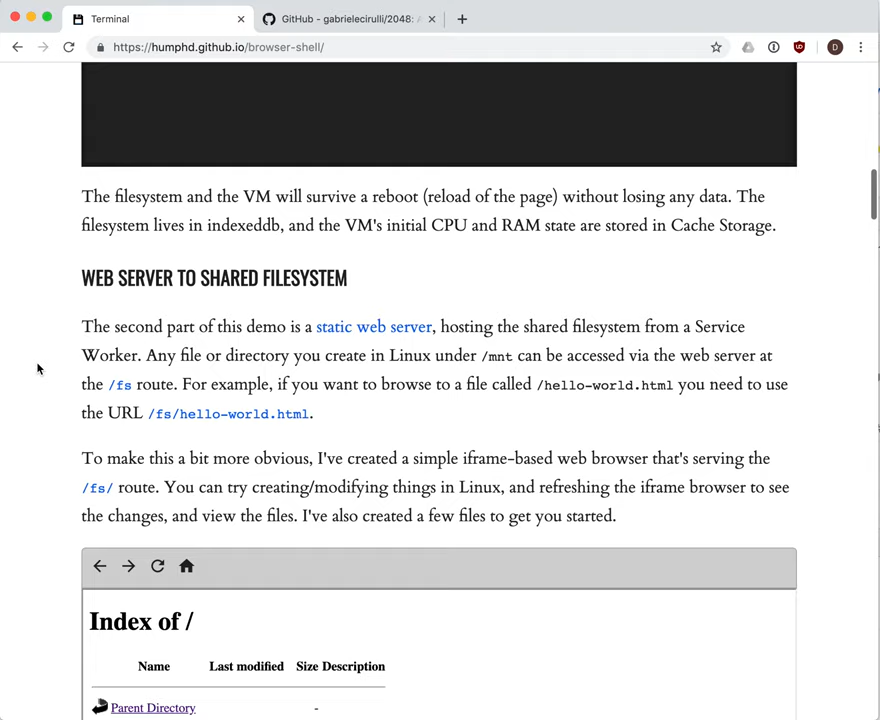 Terminal
GitHub - gabrielecirulli/2048:
https://humphd.github.io/browser-shell/
D
The filesystem and the VM will survive a reboot (reload of the page) without losing any data. The
filesystem lives in indexeddb, and the VM's initial CPU and RAM state are stored in Cache Storage.
WEB SERVER TO SHARED FILESYSTEM
The second part of this demo is a static web server, hosting the shared filesystem from a Service
Worker. Any file or directory you create in Linux under /mnt can be accessed via the web server at
the /fs route. For example, if you want to browse to a file called /hello-world.html you need to use
the URL /fs/hello-world.html.
To make this a bit more obvious, I've created a simple iframe-based web browser that's serving the
/fs/ route. You can try creating/modifying things in Linux, and refreshing the iframe browser to see
the changes, and view the files. I've also created a few files to get you started.
Index of /
Name Last modified Size Description
Parent Directory -